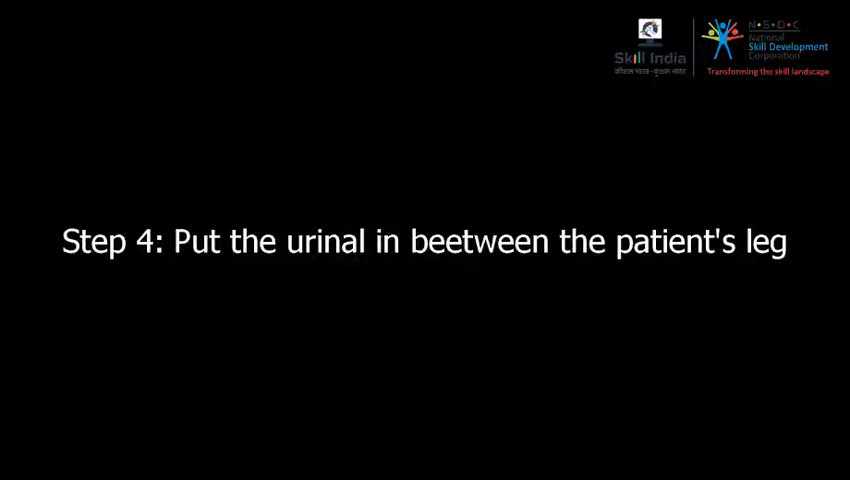 N•S•D•C
National
Skill India
Skill Development
Corporation
कौशल भारत-कुशल भारत
Transforming the skill landscape
Step 4: Put the urinal in beetween the patient's leg